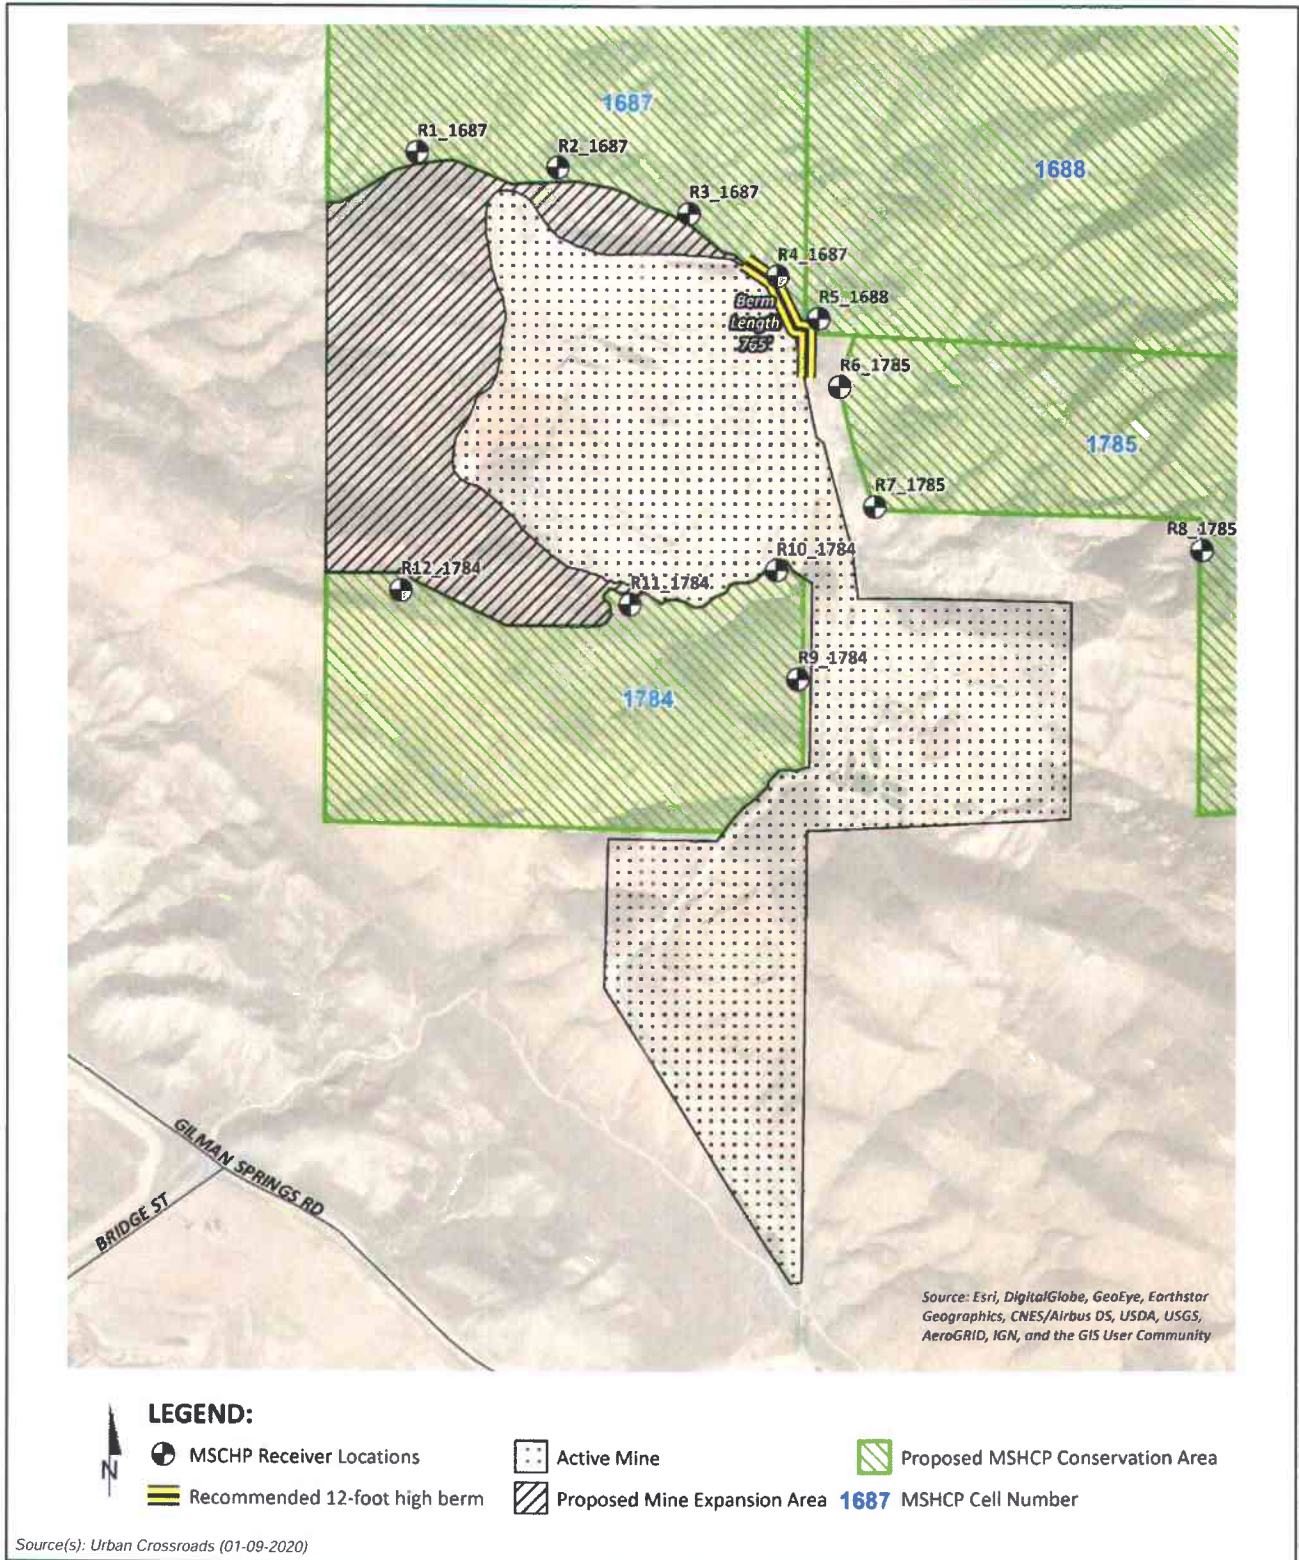 1687
R1_1687
R2_1687
1688
R3_1687
R4_1687
R5_1688
Berm
Length
765'
R6_1785
1785
R7_1785
R8_1785
R10_1784
R12_1784
R11_1784
R9_1784
1784
GILMAN SPRINGS RD
BRIDGE ST
Source: Esri, DigitalGlobe, GeoEye, Earthstar
Geographics, CNES/Airbus DS, USDA, USGS,
AeroGRID, IGN, and the GIS User Community
LEGEND:
N
MSCHP Receiver Locations
Active Mine
Proposed MSHCP Conservation Area
Recommended 12-foot high berm
Proposed Mine Expansion Area
1687 MSHCP Cell Number
Source(s): Urban Crossroads (01-09-2020)